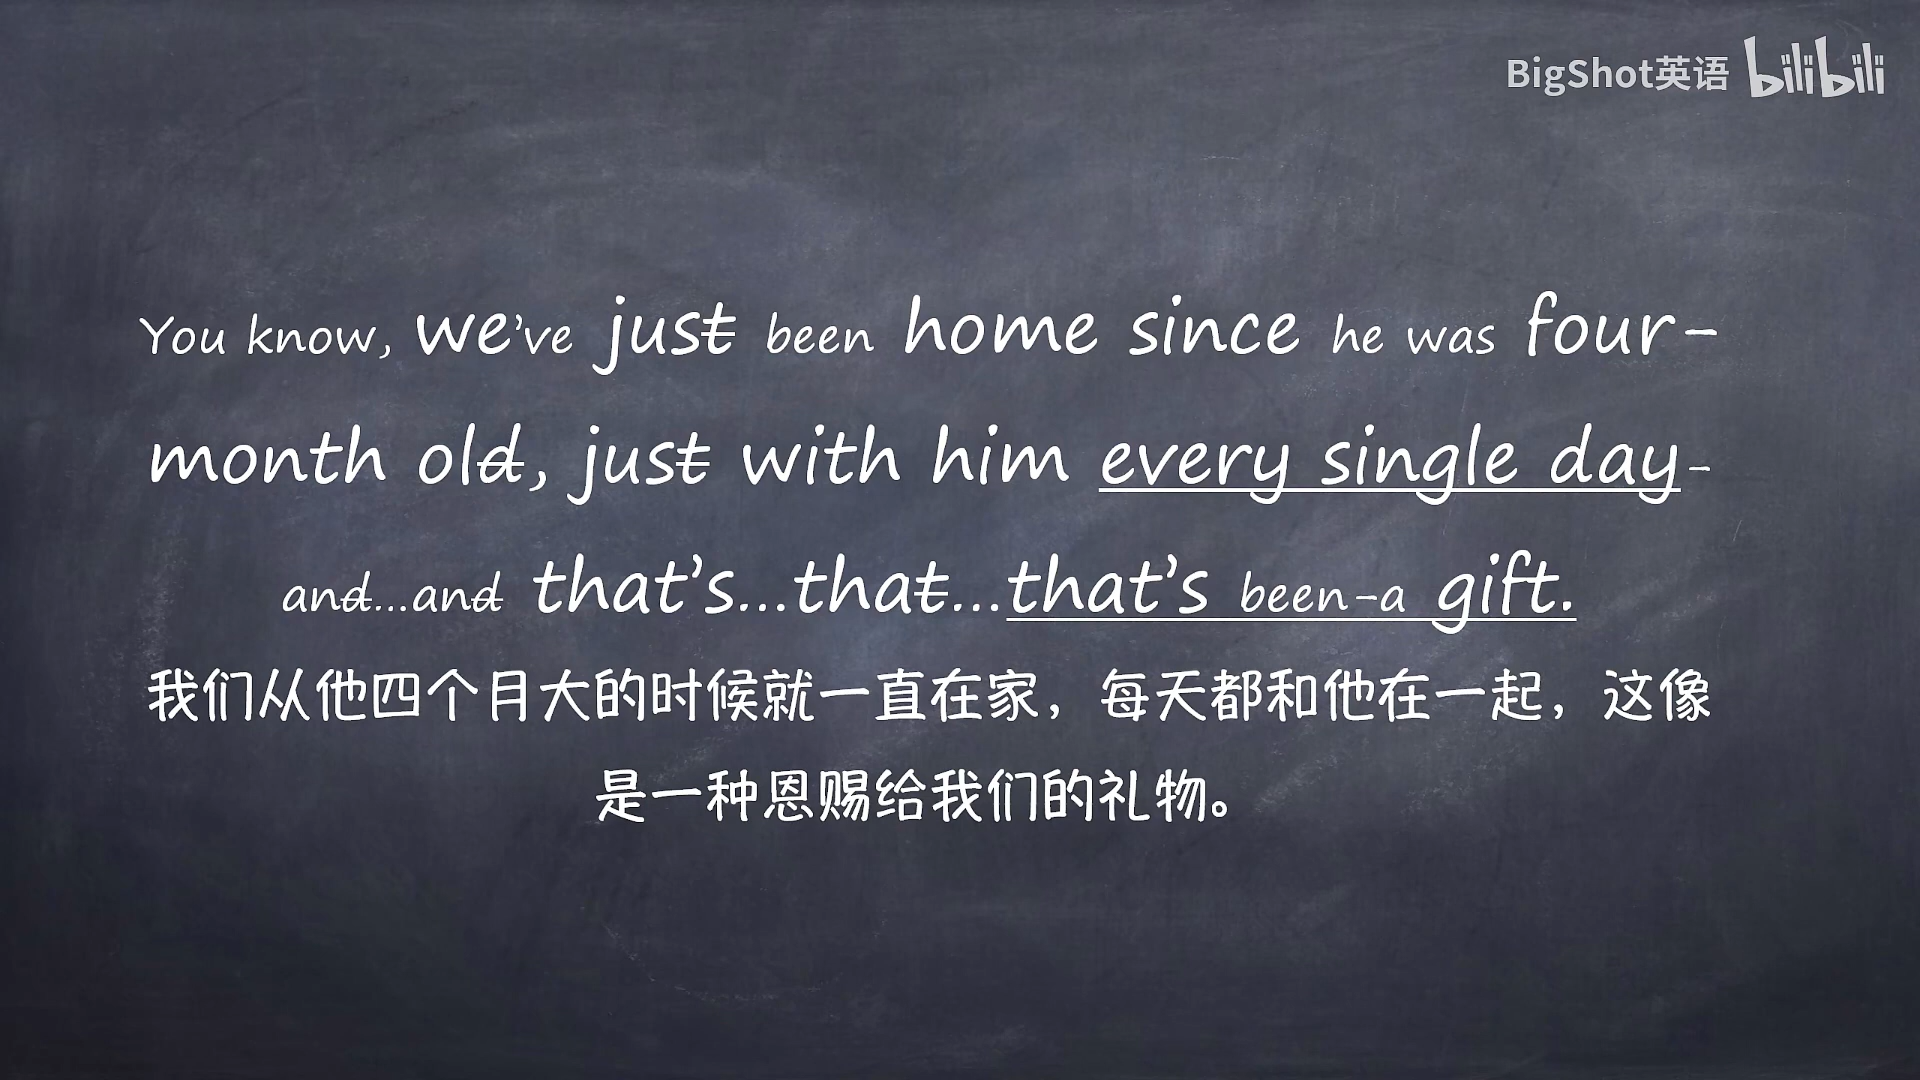 BigShot英语 bilibili
You know, we've just been home since he was four-
month old, just with him every single day-
and...and that's...that...that's been-a gift.
我们从他四个月大的时候就一直在家，每天都和他在一起，这像
是一种恩赐给我们的礼物。